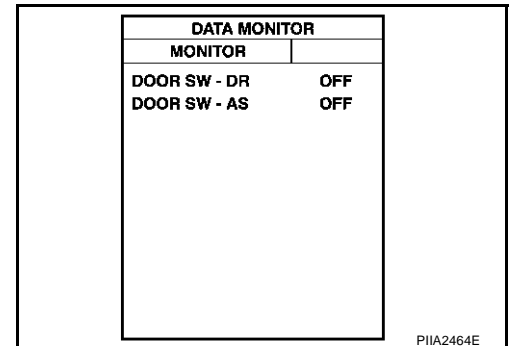 DATA MONITOR
MONITOR
DOOR SW - DR OFF
DOOR SW - AS OFF
PIIA2464E